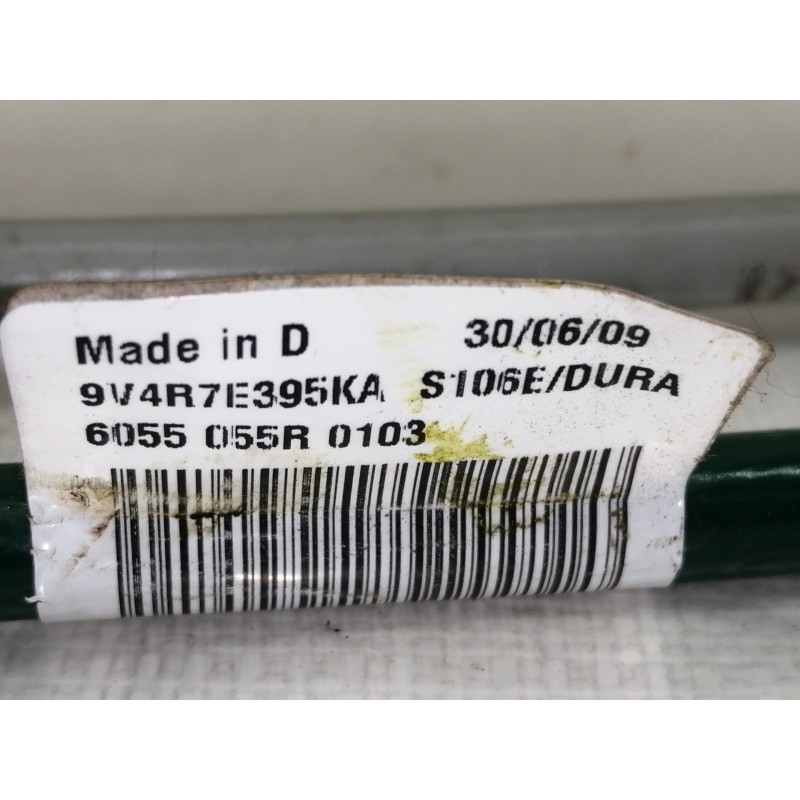 Made in D 30/06/09
9V4R7E395KA S106E/DURA
6055 055R 0103